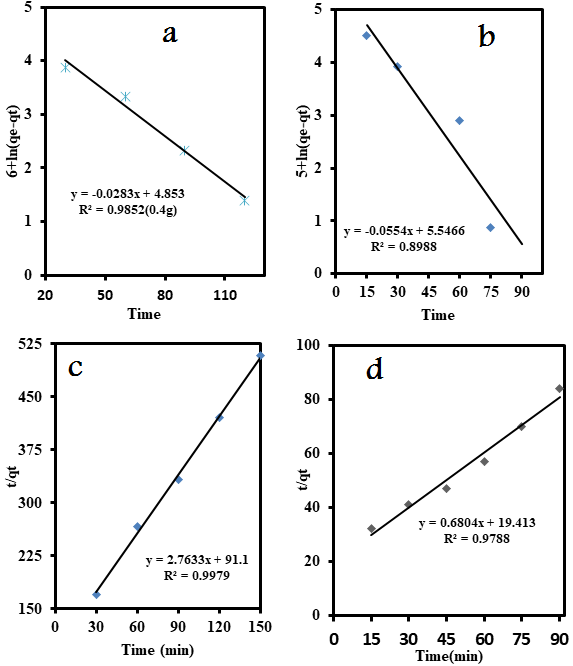 a
5
4
3
2
1
0
6+ln(qe-qt)
y = -0.0283x + 4.853
R² = 0.9852(0.4g)
20 50 80 110
Time
b
5
4
3
2
1
0
5+ln(qe-qt)
y = -0.0554x + 5.5466
R² = 0.8988
0 15 30 45 60 75 90
Time
c
525
450
375
300
225
150
t/qt
y = 2.7633x + 91.1
R² = 0.9979
0 30 60 90 120 150
Time (min)
d
100
80
60
40
20
0
t/qt
y = 0.6804x + 19.413
R² = 0.9788
0 15 30 45 60 75 90
Time(min)